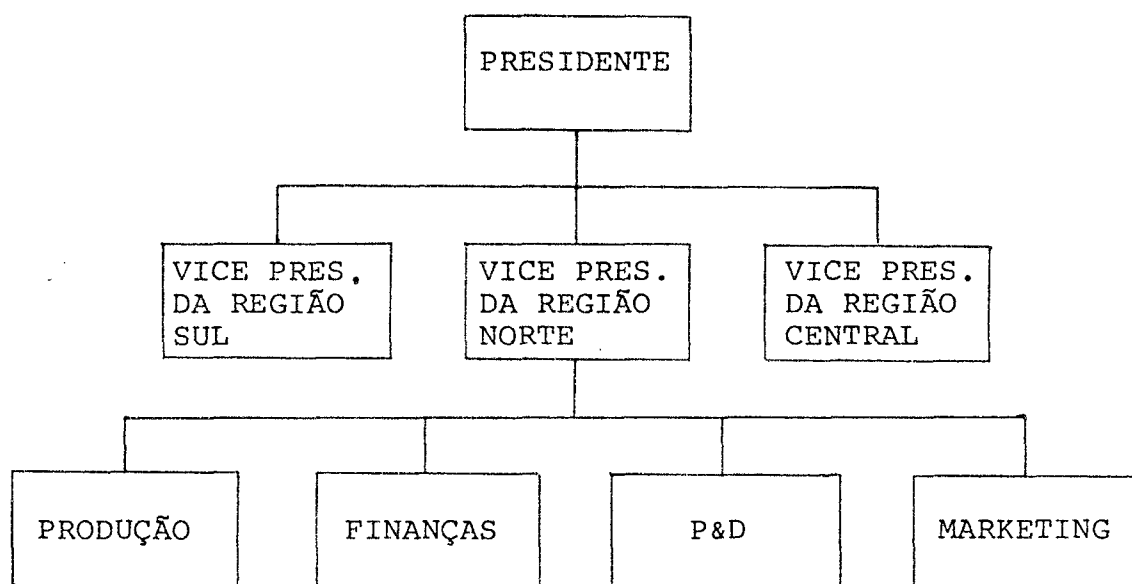 PRESIDENTE
VICE PRES.
DA REGIÃO
SUL
VICE PRES.
DA REGIÃO
NORTE
VICE PRES.
DA REGIÃO
CENTRAL
PRODUÇÃO
FINANÇAS
P&D
MARKETING